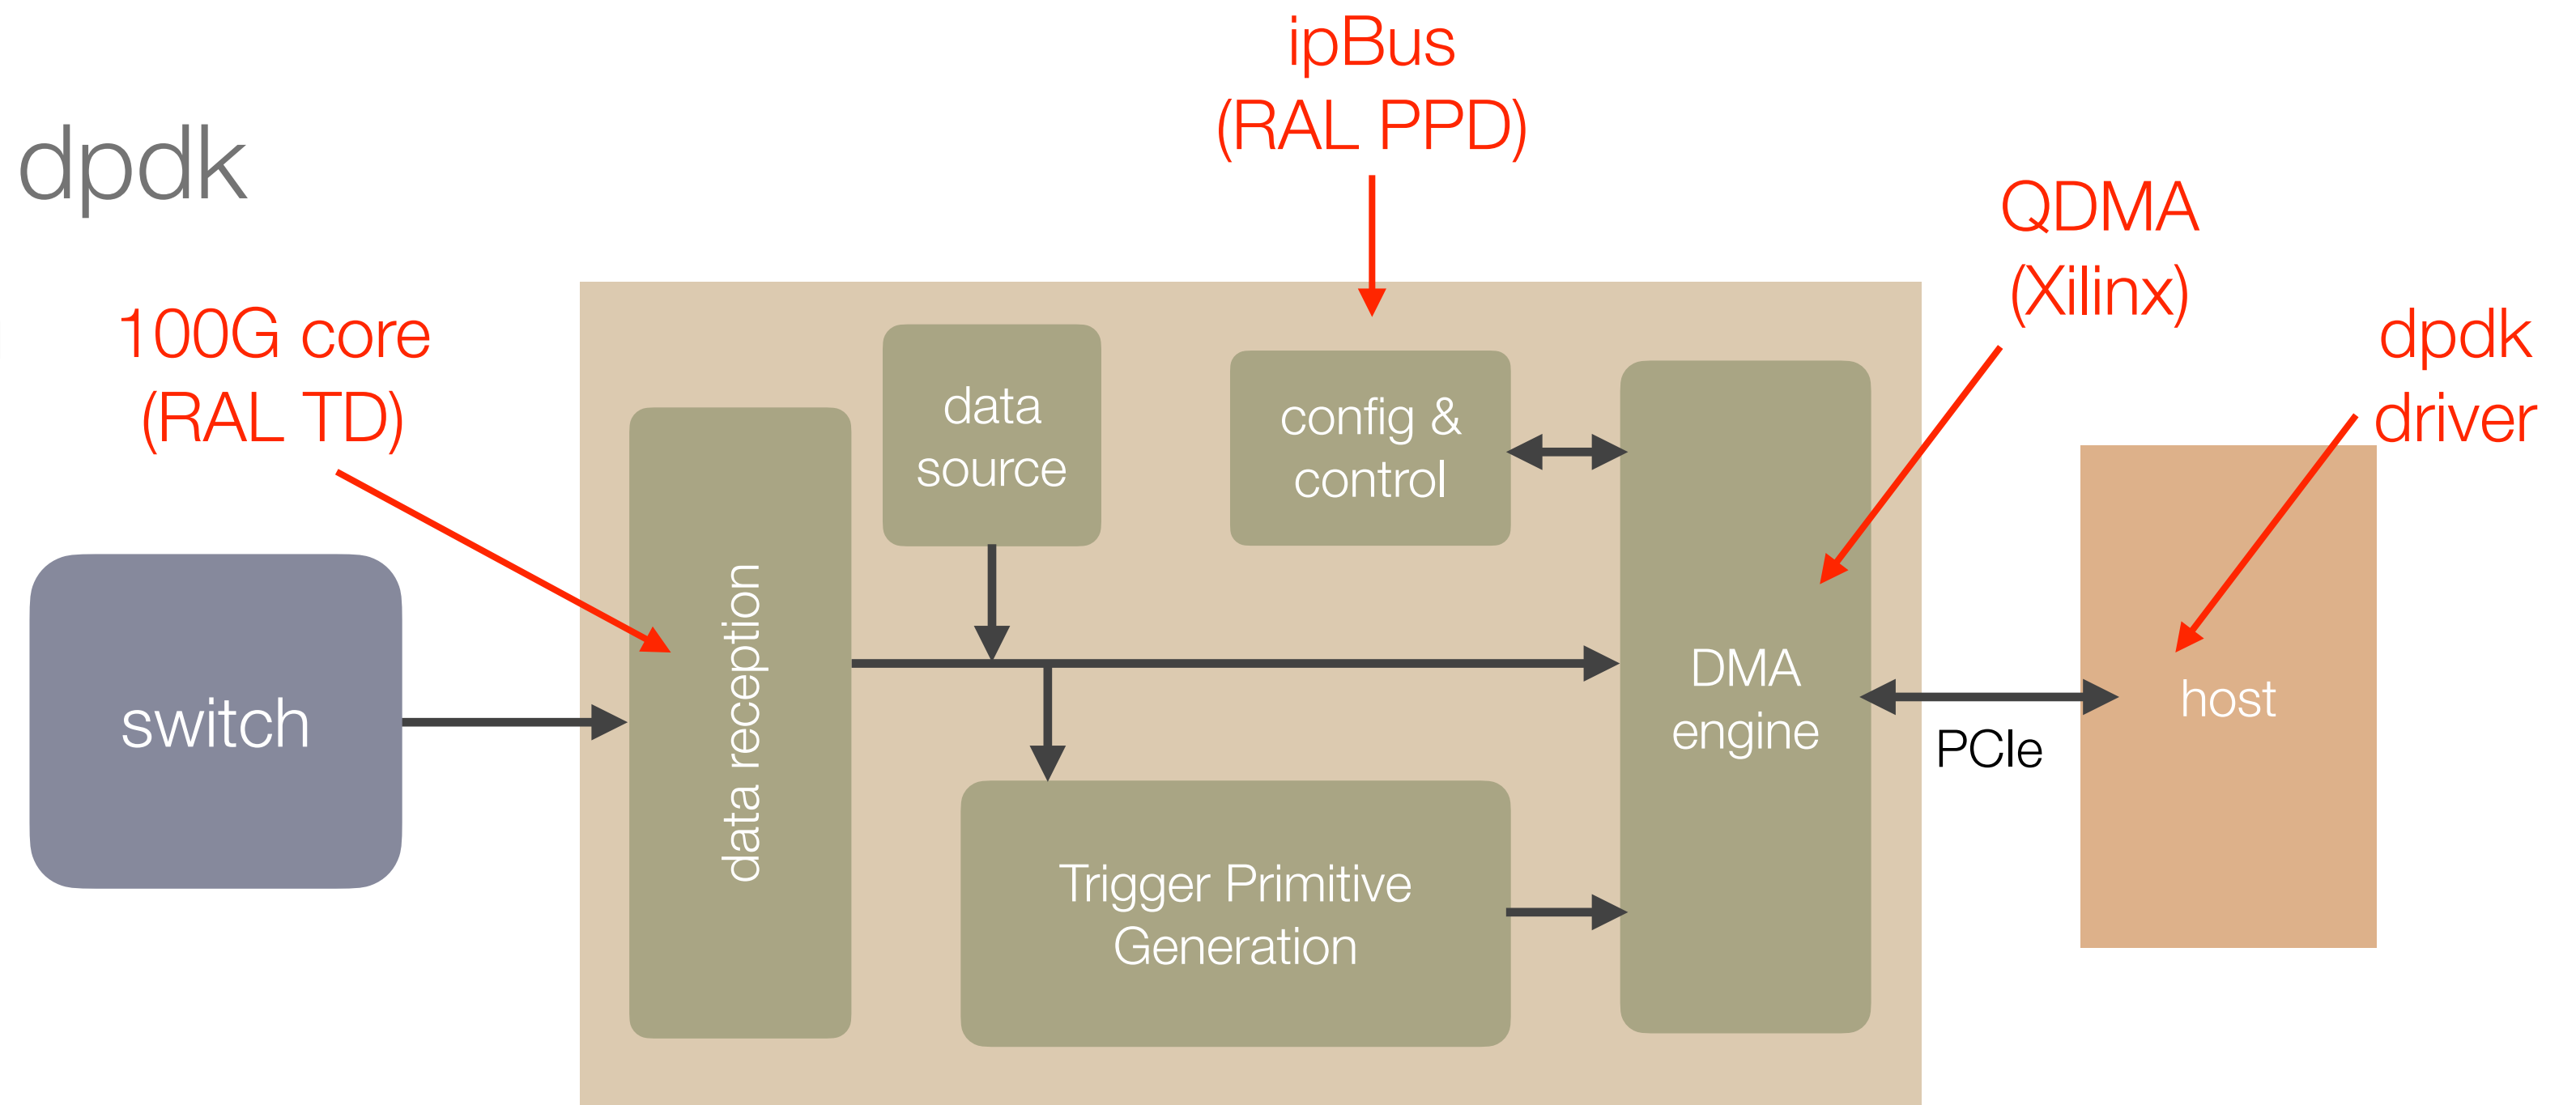 dpdk
ipBus
(RAL PPD)
QDMA
(Xilinx)
100G core
(RAL TD)
dpdk
driver
data
source
config &
control
switch
data reception
DMA
engine
PCIe
host
Trigger Primitive
Generation